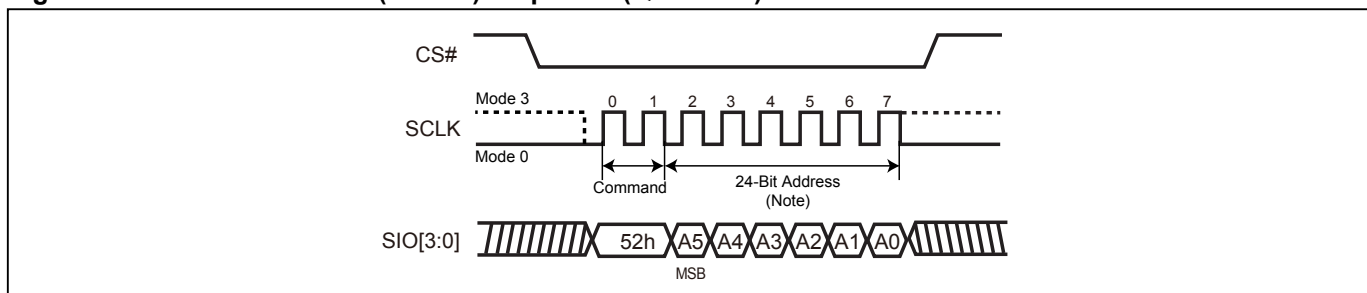 CS#
Mode 3
0 1 2 3 4 5 6 7
SCLK
Mode 0
Command
24-Bit Address
(Note)
SIO[3:0]
52h A5 A4 A3 A2 A1 A0
MSB